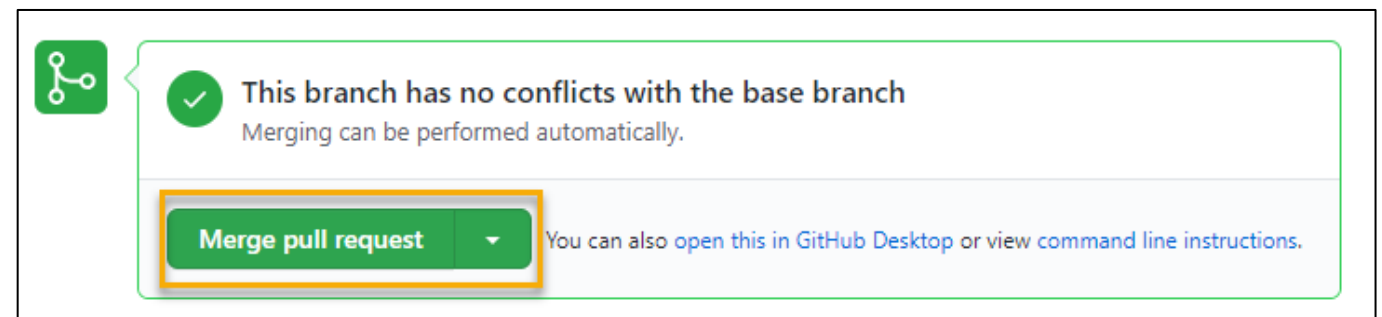 This branch has no conflicts with the base branch
Merging can be performed automatically.
Merge pull request You can also open this in GitHub Desktop or view command line instructions.